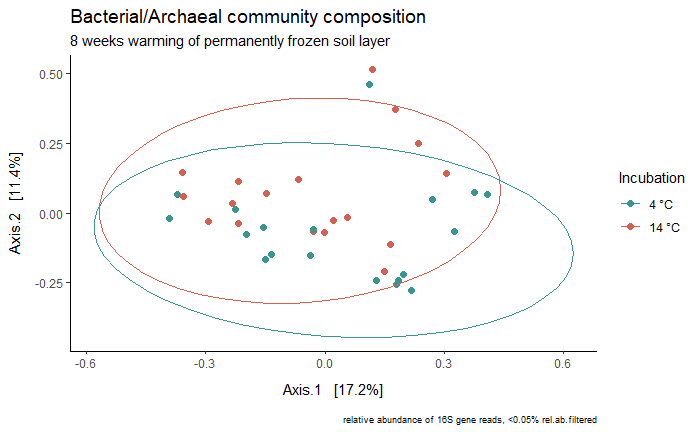 Bacterial/Archaeal community composition
8 weeks warming of permanently frozen soil layer
0.50
0.25
0.00
-0.25
Axis.2 [11.4%]
-0.6
-0.3
0.0
0.3
0.6
Axis.1 [17.2%]
Incubation
4 °C
14 °C
relative abundance of 16S gene reads, <0.05% rel.ab.filtered